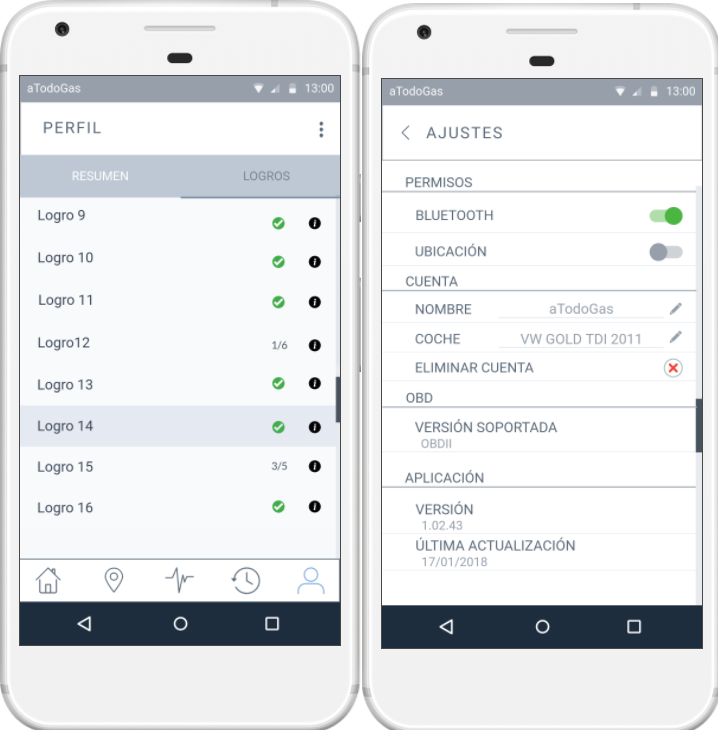 aTodoGas 13:00
PERFIL
RESUMEN LOGROS
Logro 9
Logro 10
Logro 11
Logro12 1/6
Logro 13
Logro 14
Logro 15 3/5
Logro 16
aTodoGas 13:00
AJUSTES
PERMISOS
BLUETOOTH
UBICACIÓN
CUENTA
NOMBRE aTodoGas
COCHE VW GOLD TDI 2011
ELIMINAR CUENTA
OBD
VERSIÓN SOPORTADA
OBDII
APLICACIÓN
VERSIÓN
1.02.43
ÚLTIMA ACTUALIZACIÓN
17/01/2018